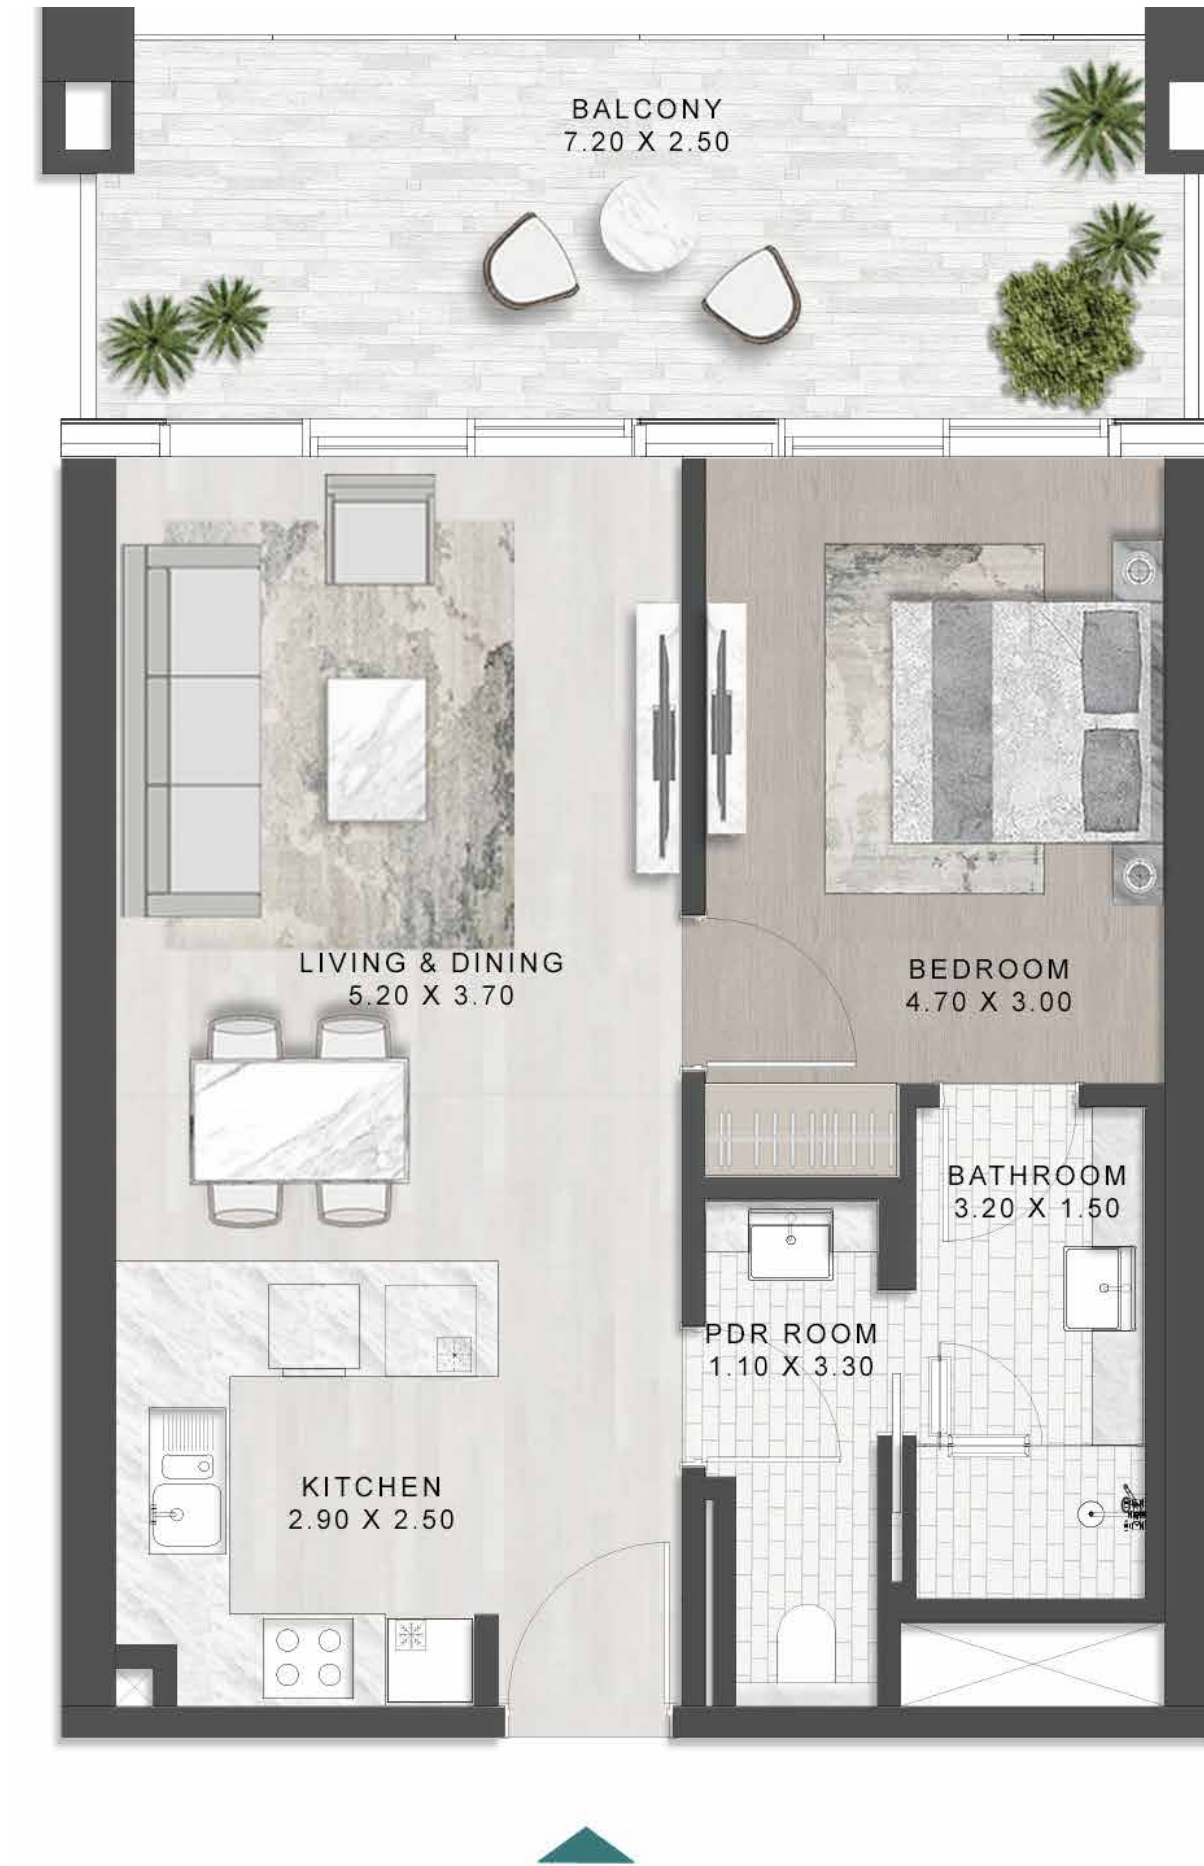 BALCONY
7.20 X 2.50
LIVING & DINING
5.20 X 3.70
BEDROOM
4.70 X 3.00
BATHROOM
3.20 X 1.50
PDR ROOM
1.10 X 3.30
KITCHEN
2.90 X 2.50